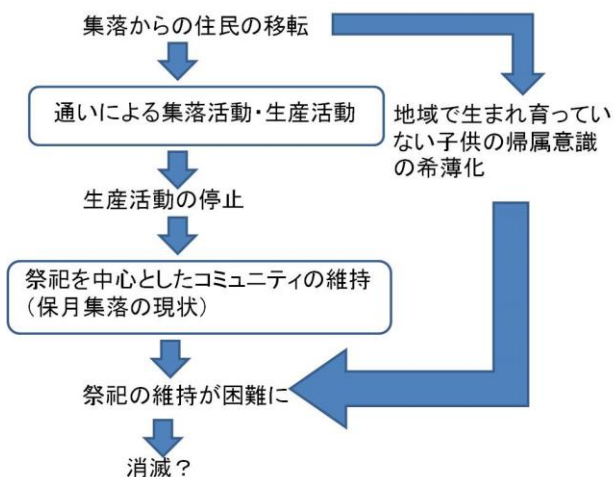 集落からの住民の移転
通いによる集落活動・生産活動
地域で生まれ育ってい
ない子供の帰属意識
の希薄化
生産活動の停止
祭祀を中心としたコミュニティの維持
（保月集落の現状）
祭祀の維持が困難に
消滅？